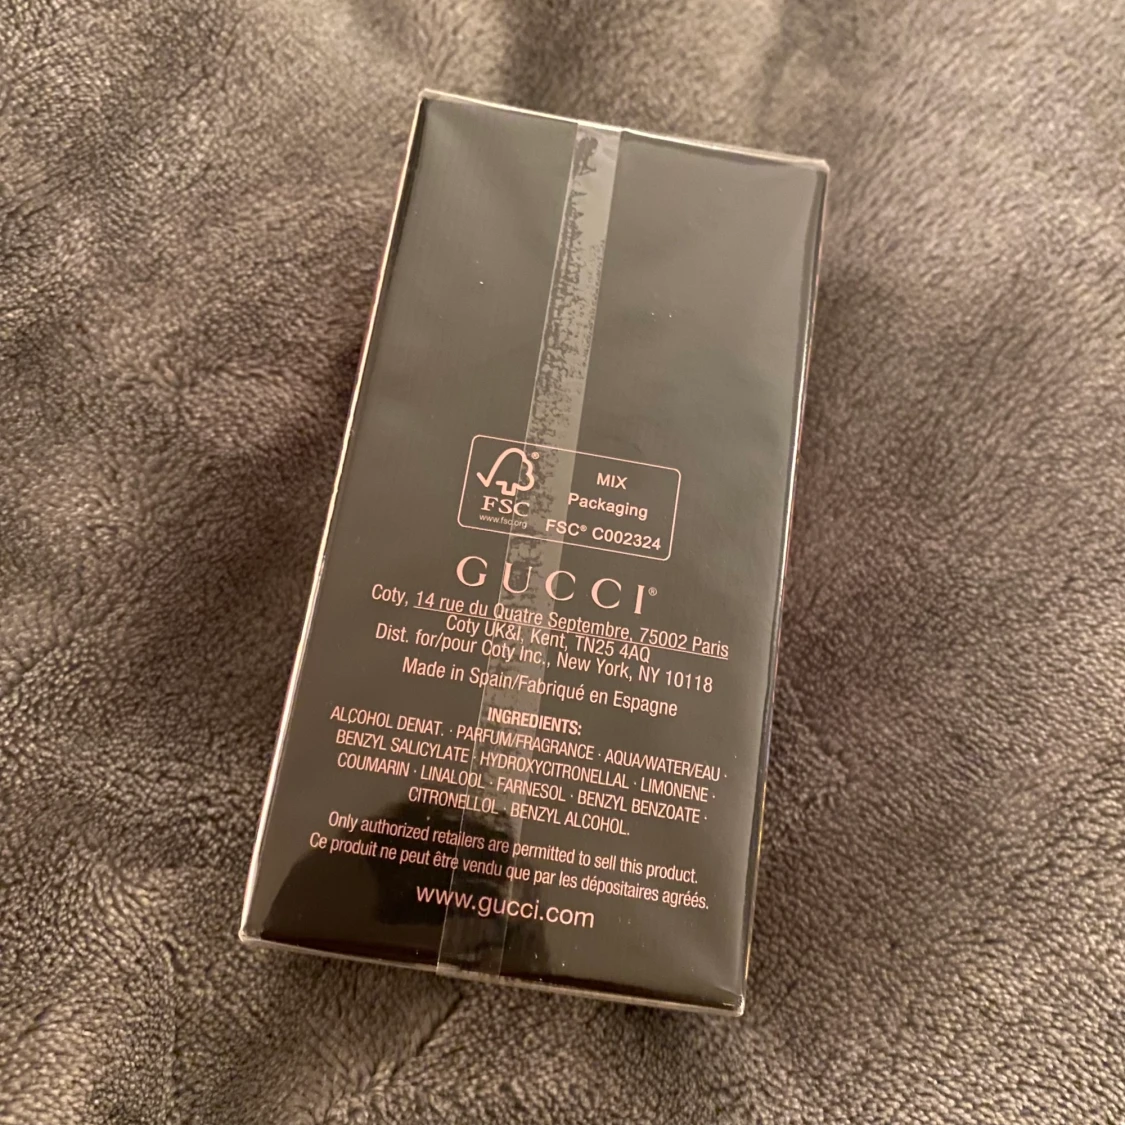 FSC®
www.fsc.org
MIX
Packaging
FSC® C002324
GUCCI®
Coty, 14 rue du Quatre Septembre, 75002 Paris
Coty UK&I, Kent, TN25 4AQ
Dist. for/pour Coty Inc., New York, NY 10118
Made in Spain/Fabriqué en Espagne
INGREDIENTS:
ALCOHOL DENAT. · PARFUM/FRAGRANCE · AQUA/WATER/EAU ·
BENZYL SALICYLATE · HYDROXYCITRONELLAL · LIMONENE ·
COUMARIN · LINALOOL · FARNESOL · BENZYL BENZOATE ·
CITRONELLOL · BENZYL ALCOHOL.
Only authorized retailers are permitted to sell this product.
Ce produit ne peut être vendu que par les dépositaires agréés.
www.gucci.com